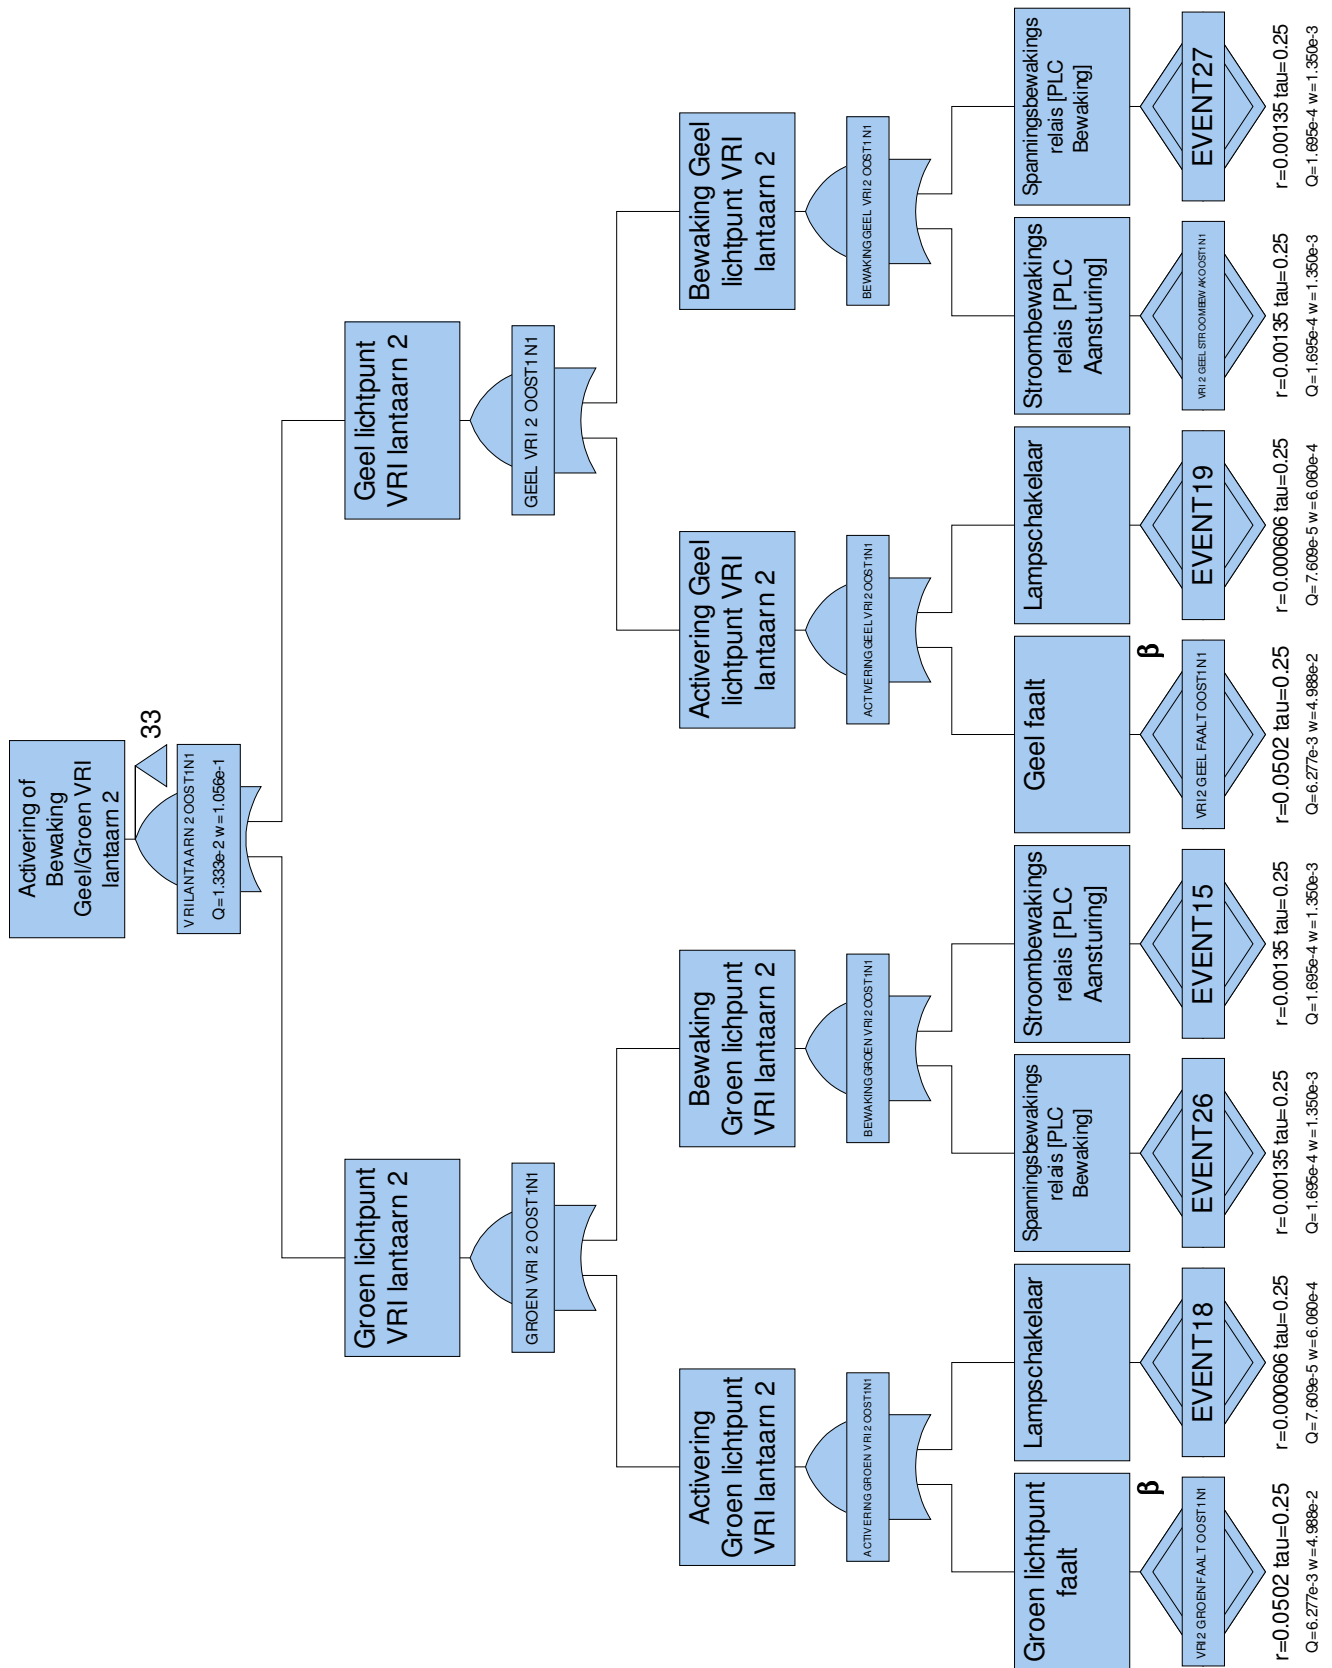 Activering of
Bewaking
Geel/Groen VRI
lantaarn 2
33
VRILANTAARN 2 OOST1N1
Q=1.333e-2 w=1.056e-1
Groen lichtpunt
VRI lantaarn 2
GROEN VRI 2 OOST1N1
Geel lichtpunt
VRI lantaarn 2
GEEL VRI 2 OOST1N1
Activering
Groen lichtpunt
VRI lantaarn 2
ACTIVERING GROEN VRI 2 OOST1N1
Bewaking
Groen lichtpunt
VRI lantaarn 2
BEWAKING GROEN VRI 2 OOST1N1
Activering Geel
lichtpunt VRI
lantaarn 2
ACTIVERING GEEL VRI 2 OOST1N1
Bewaking Geel
lichtpunt VRI
lantaarn 2
BEWAKING GEEL VRI 2 OOST1N1
Groen lichtpunt
faalt
β
VRI 2 GROEN FAALT OOST1N1
r=0.0502 tau=0.25
Q=6.277e-3 w=4.988e-2
Lampschakelaar
EVENT18
r=0.000606 tau=0.25
Q=7.609e-5 w=6.060e-4
Spanningsbewakings
relais [PLC
Bewaking]
EVENT26
r=0.00135 tau=0.25
Q=1.695e-4 w=1.350e-3
Stroombewakings
relais [PLC
Aansturing]
EVENT15
r=0.00135 tau=0.25
Q=1.695e-4 w=1.350e-3
Geel faalt
β
VRI 2 GEEL FAALT OOST1N1
r=0.0502 tau=0.25
Q=6.277e-3 w=4.988e-2
Lampschakelaar
EVENT19
r=0.000606 tau=0.25
Q=7.609e-5 w=6.060e-4
Stroombewakings
relais [PLC
Aansturing]
VRI 2 GEEL STROOMBEWAK OOST1N1
r=0.00135 tau=0.25
Q=1.695e-4 w=1.350e-3
Spanningsbewakings
relais [PLC
Bewaking]
EVENT27
r=0.00135 tau=0.25
Q=1.695e-4 w=1.350e-3